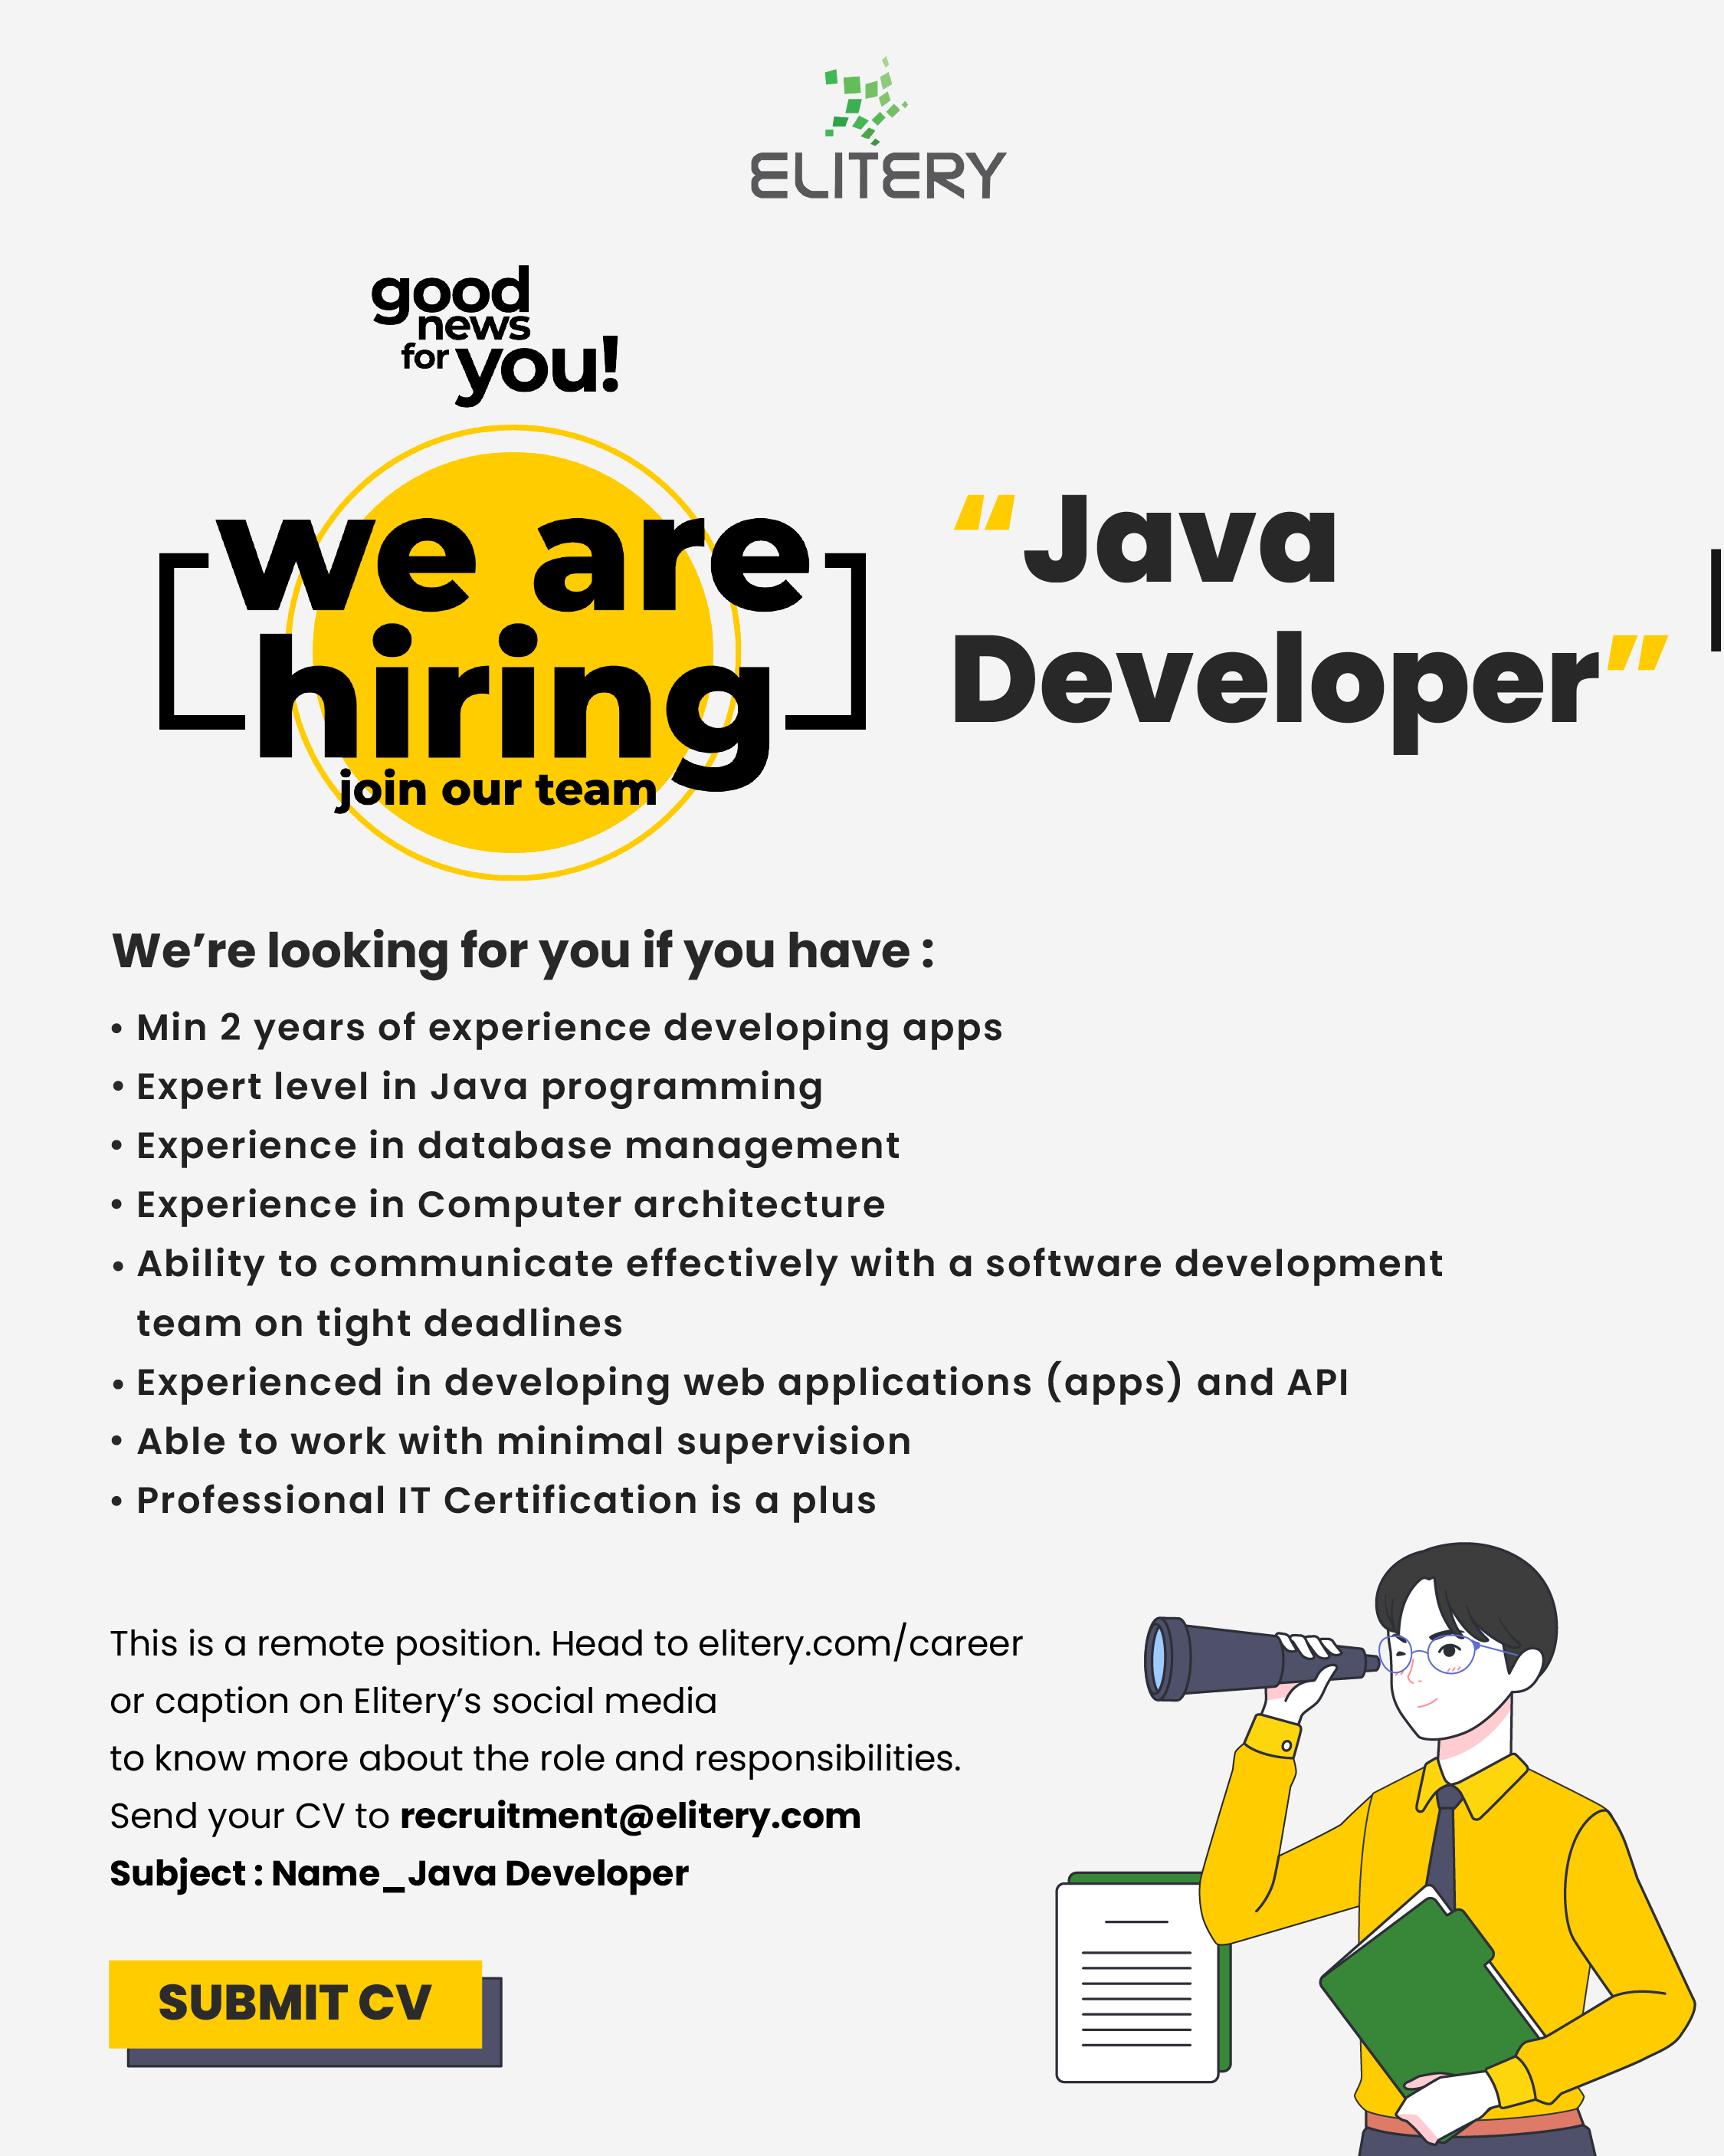 ELITERY
good
news
for you!
we are
hiring
join our team
“Java
Developer”
We’re looking for you if you have :
• Min 2 years of experience developing apps
• Expert level in Java programming
• Experience in database management
• Experience in Computer architecture
• Ability to communicate effectively with a software development
team on tight deadlines
• Experienced in developing web applications (apps) and API
• Able to work with minimal supervision
• Professional IT Certification is a plus
This is a remote position. Head to elitery.com/career
or caption on Elitery’s social media
to know more about the role and responsibilities.
Send your CV to recruitment@elitery.com
Subject : Name_Java Developer
SUBMIT CV